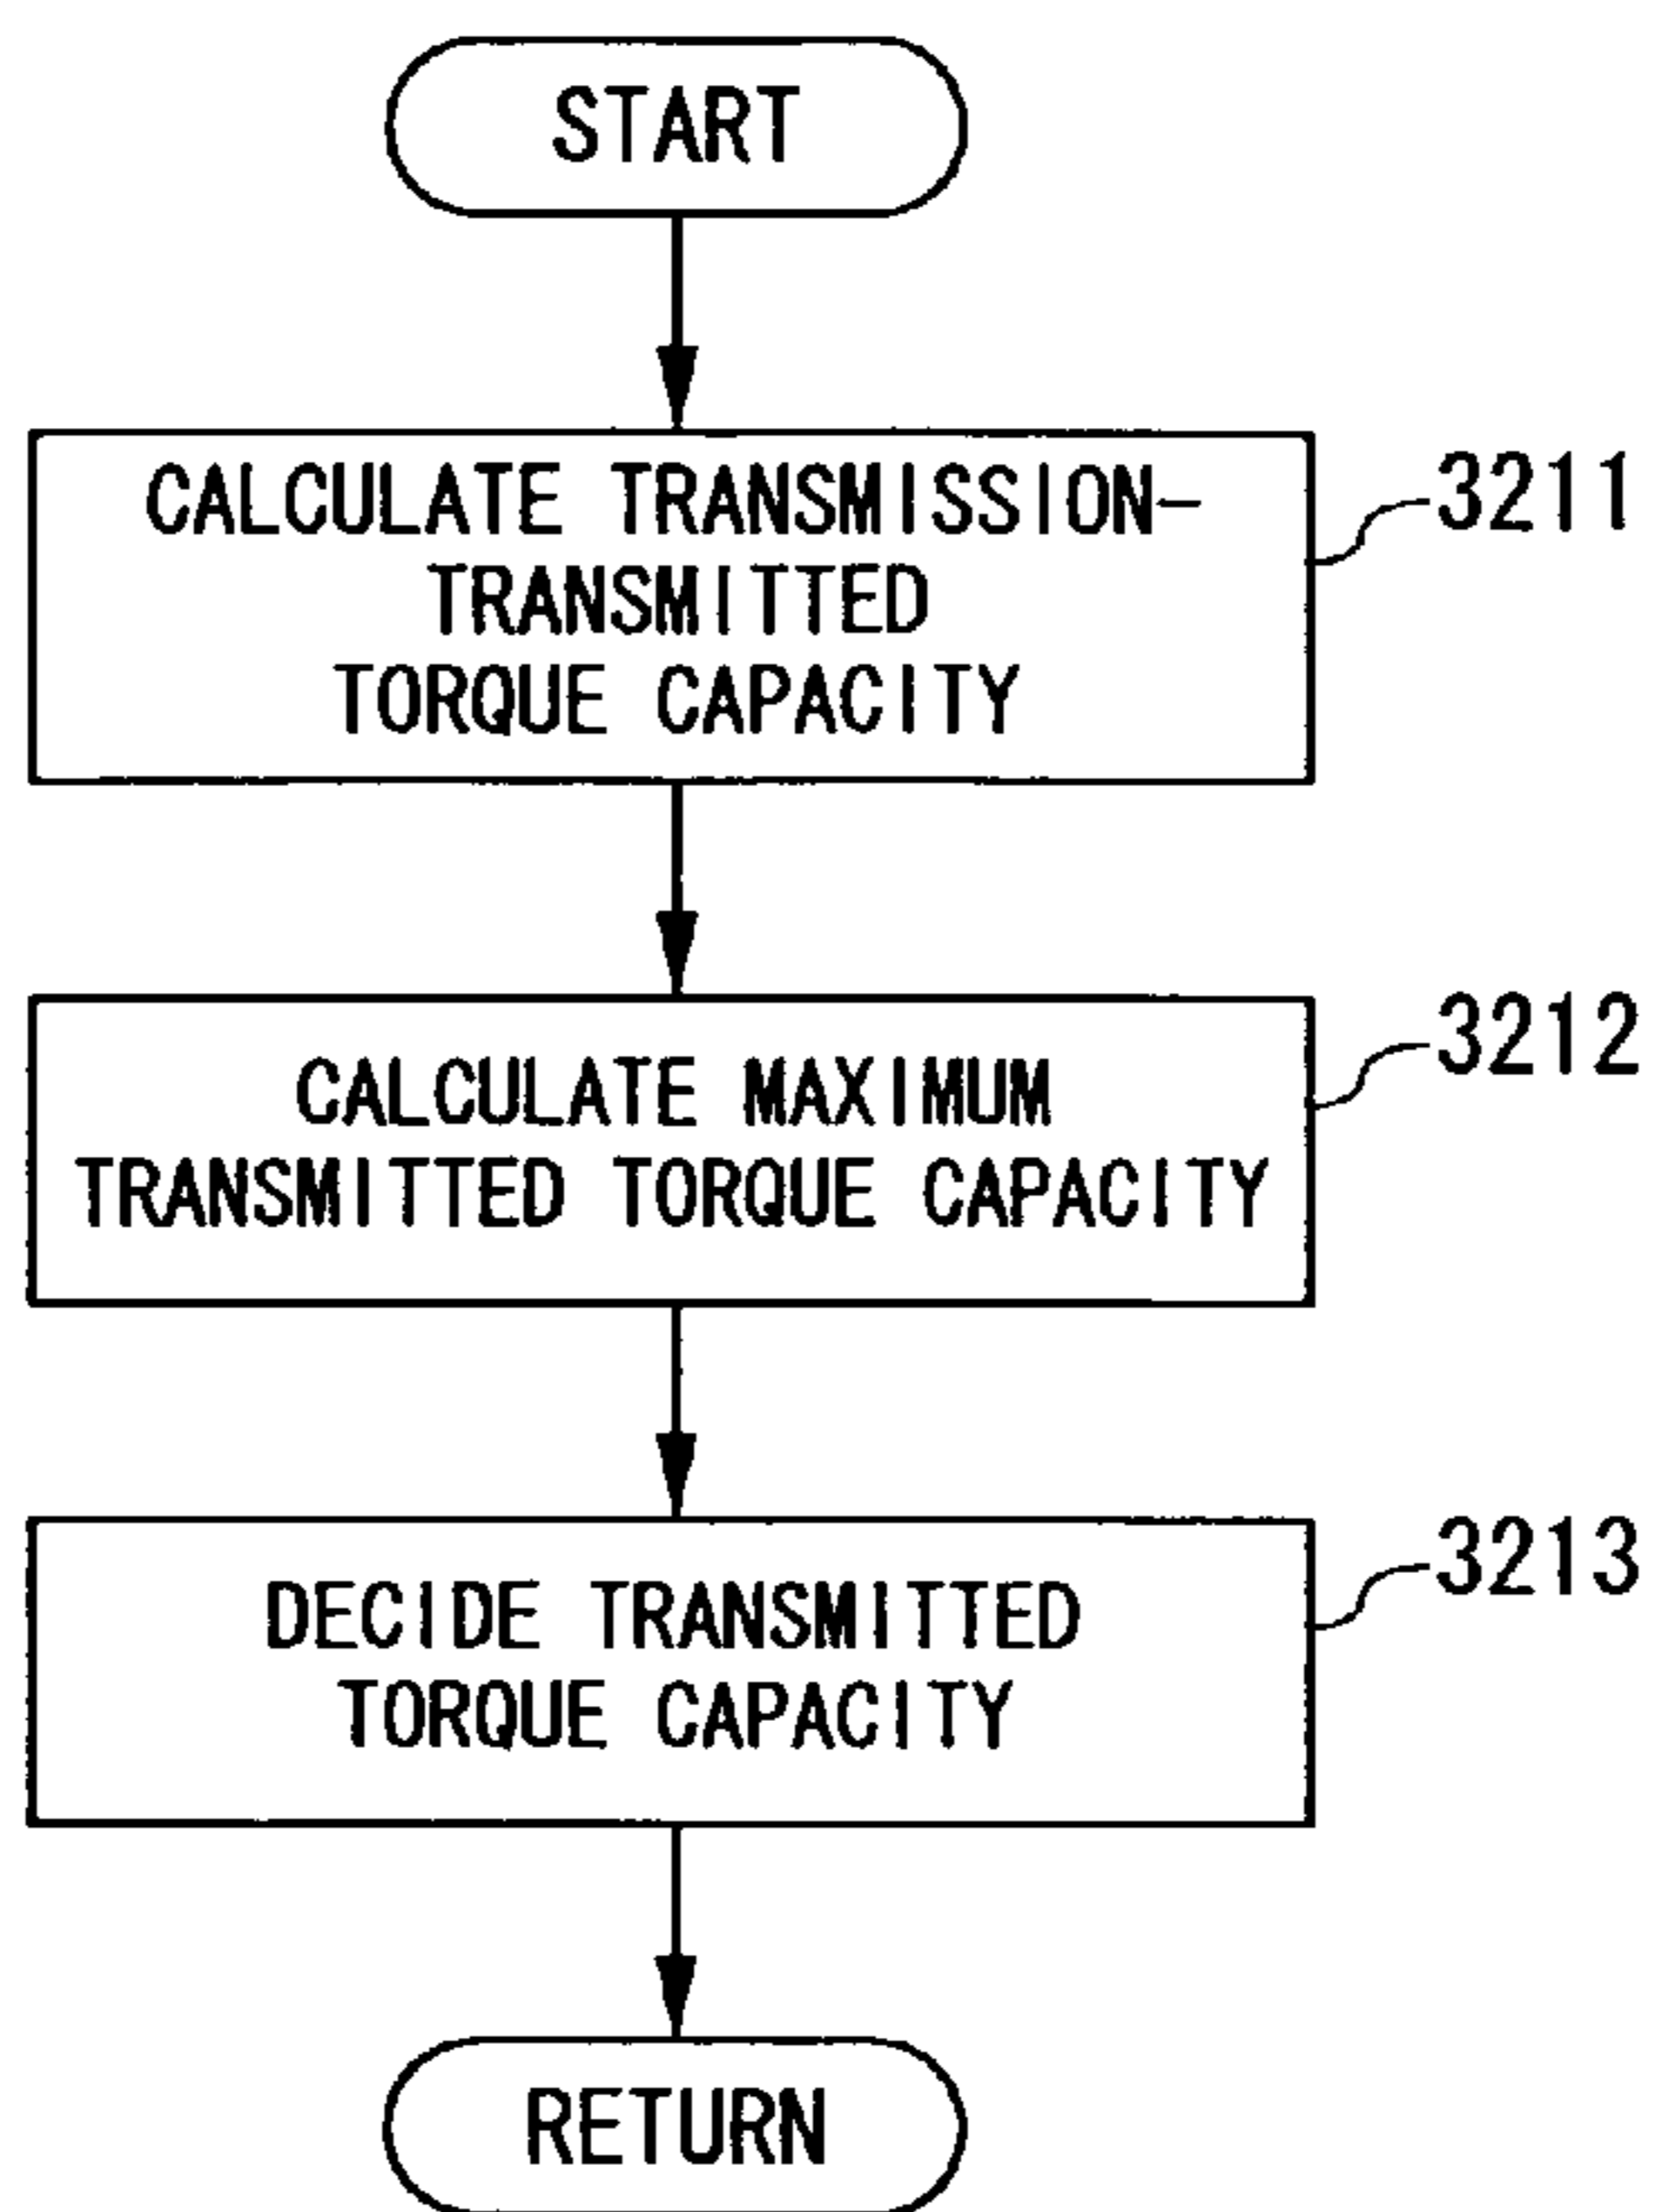 START
CALCULATE TRANSMISSION-
TRANSMITTED
TORQUE CAPACITY
3211
CALCULATE MAXIMUM
TRANSMITTED TORQUE CAPACITY
3212
DECIDE TRANSMITTED
TORQUE CAPACITY
3213
RETURN